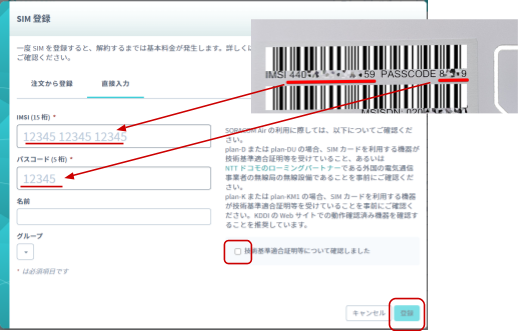 SIM 登録
一度 SIM を登録すると、解約するまでは基本料金が発生します。詳しくは
ご確認ください。
注文から登録
直接入力
IMSI (15 桁) *
12345 12345 12345
パスコード (5 桁) *
12345
名前
グループ
* は必須項目です
IMSI 440 59 PASSCODE 8 9
MSISDN: 020
SORACOM Air の利用に際しては、以下についてご確認くだ
さい。
plan-D または plan-DU の場合、SIM カードを利用する機器が
技術基準適合証明等を受けていること、あるいは
NTT ドコモのローミングパートナーである外国の電気通信
事業者の無線局の無線設備であることを事前にご確認くだ
さい。
plan-K または plan-KM1 の場合、SIM カードを利用する機器
が技術基準適合証明等を受けていることを事前にご確認く
ださい。KDDI の Web サイトでの動作確認済み機器を確認す
ることを推奨しています。
技術基準適合証明等について確認しました
キャンセル
登録